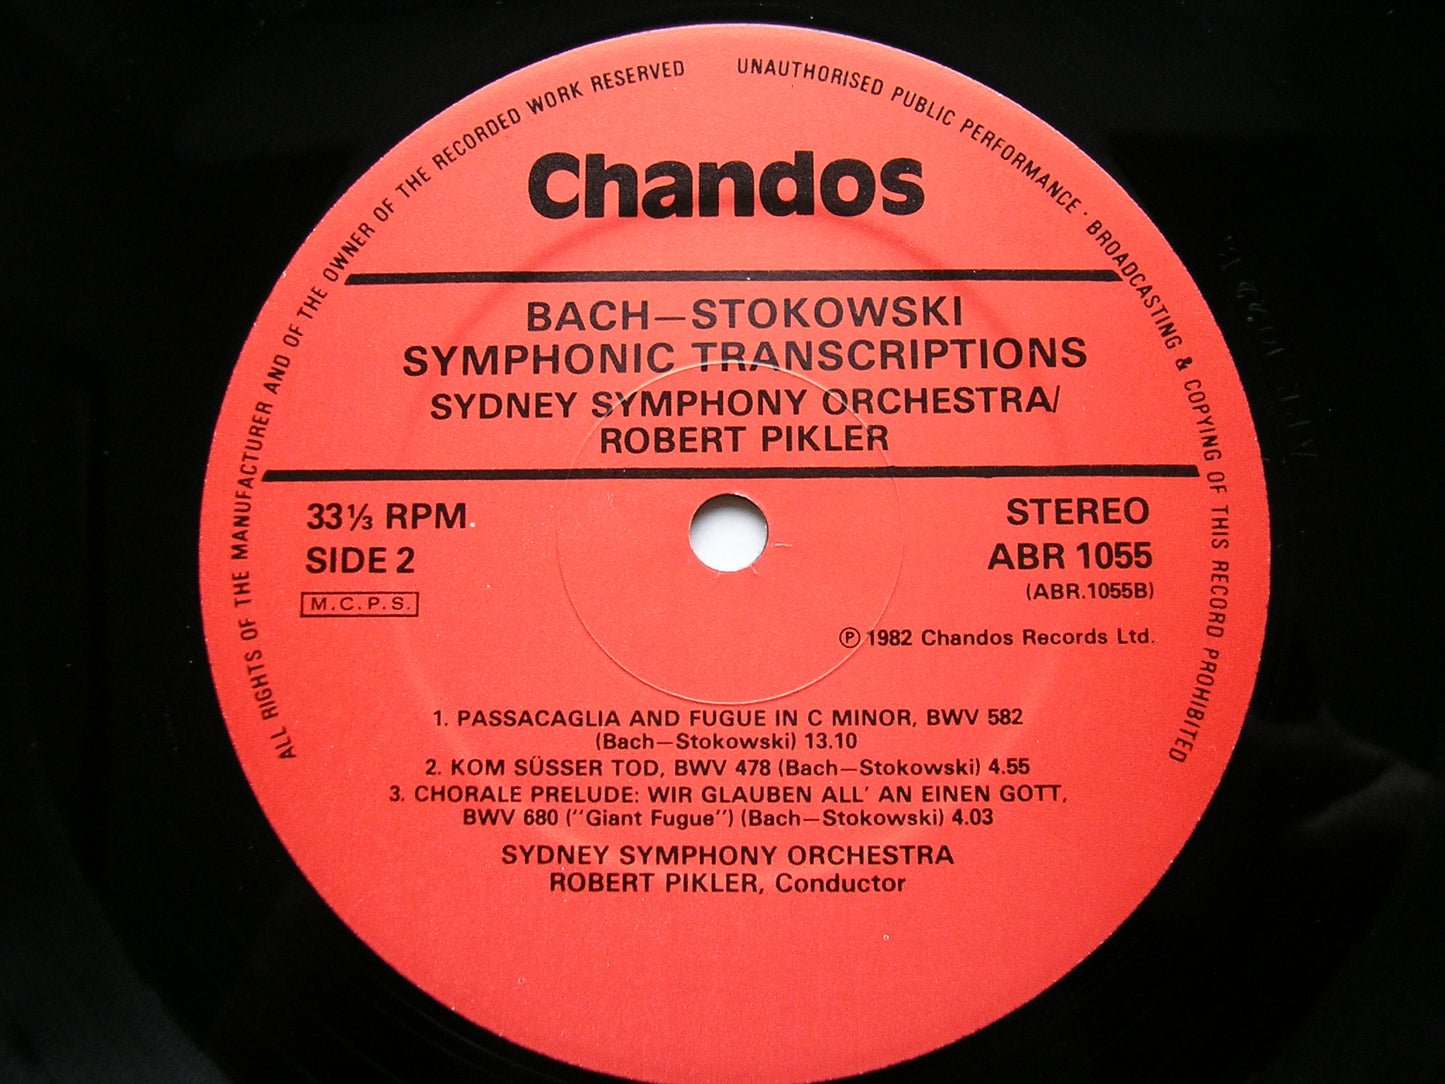 ALL RIGHTS OF THE MANUFACTURER AND OF THE OWNER OF THE RECORDED WORK RESERVED
UNAUTHORISED PUBLIC PERFORMANCE · BROADCASTING & COPYING OF THIS RECORD PROHIBITED
Chandos
BACH—STOKOWSKI
SYMPHONIC TRANSCRIPTIONS
SYDNEY SYMPHONY ORCHESTRA/
ROBERT PIKLER
33⅓ RPM.
SIDE 2
M.C.P.S.
STEREO
ABR 1055
(ABR.1055B)
Ⓟ 1982 Chandos Records Ltd.
1. PASSACAGLIA AND FUGUE IN C MINOR, BWV 582
(Bach—Stokowski) 13.10
2. KOM SÜSSER TOD, BWV 478 (Bach—Stokowski) 4.55
3. CHORALE PRELUDE: WIR GLAUBEN ALL' AN EINEN GOTT,
BWV 680 ("Giant Fugue") (Bach—Stokowski) 4.03
SYDNEY SYMPHONY ORCHESTRA
ROBERT PIKLER, Conductor